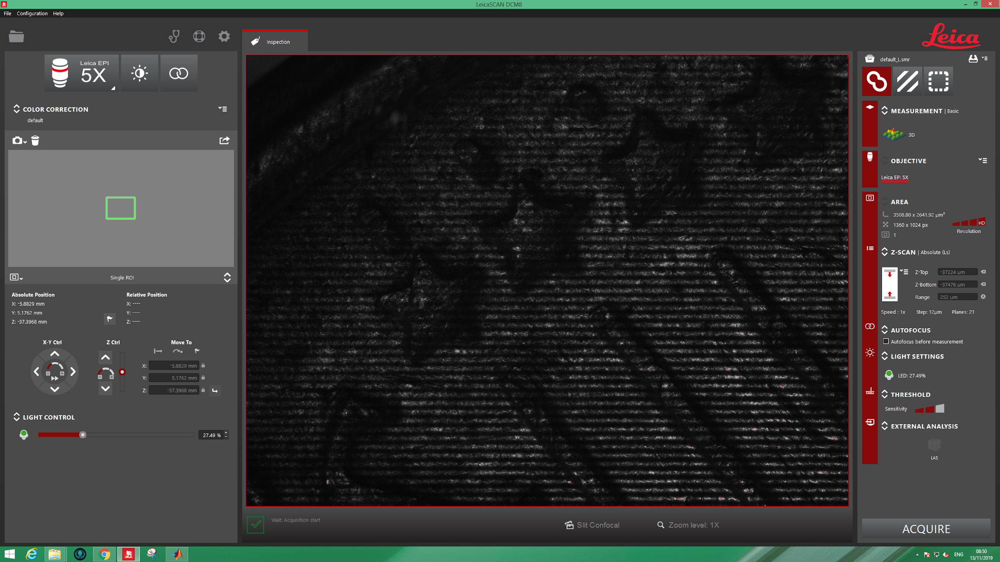 LeicaSCAN DCM8
File Configuration Help
Inspection
Leica
Leica EPI
5X
COLOR CORRECTION
default
Single ROI
Absolute Position
X: -5.8829 mm
Y: 5.1762 mm
Z: -37.3968 mm
Relative Position
X: ----
Y: ----
Z: ----
X-Y Ctrl
Z Ctrl
Move To
X: -5.8829 mm
Y: 5.1762 mm
Z: -37.3968 mm
LIGHT CONTROL
27.49 %
Wait: Acquisition start
Slit Confocal
Zoom level: 1X
default_L.smr
MEASUREMENT | Basic
3D
OBJECTIVE
Leica EPI 5X
AREA
3508.80 x 2641.92 µm²
1360 x 1024 px
1
HD
Resolution
Z-SCAN | Absolute (Ls)
Z-Top -37224 µm
Z-Bottom -37476 µm
Range 252 µm
A
Speed : 1x Step: 12µm Planes: 21
AUTOFOCUS
Autofocus before measurement
LIGHT SETTINGS
LED: 27.49%
THRESHOLD
Sensitivity
EXTERNAL ANALYSIS
LAS
ACQUIRE
ENG
08:50
13/11/2019